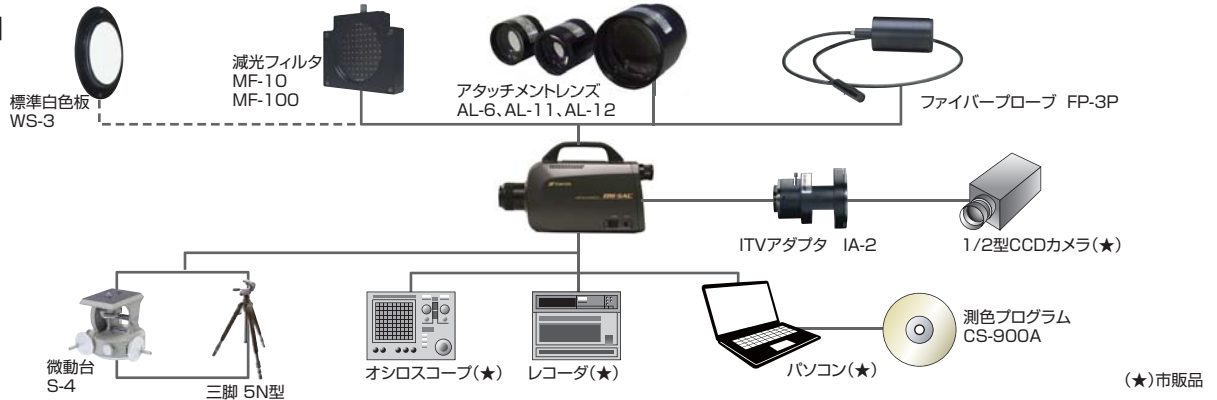 標準白色板
WS-3
減光フィルタ
MF-10
MF-100
アタッチメントレンズ
AL-6、AL-11、AL-12
ファイバープローブ FP-3P
ITVアダプタ IA-2
1/2型CCDカメラ(★)
微動台
S-4
三脚 5N型
オシロスコープ(★)
レコーダ(★)
パソコン(★)
測色プログラム
CS-900A
(★)市販品